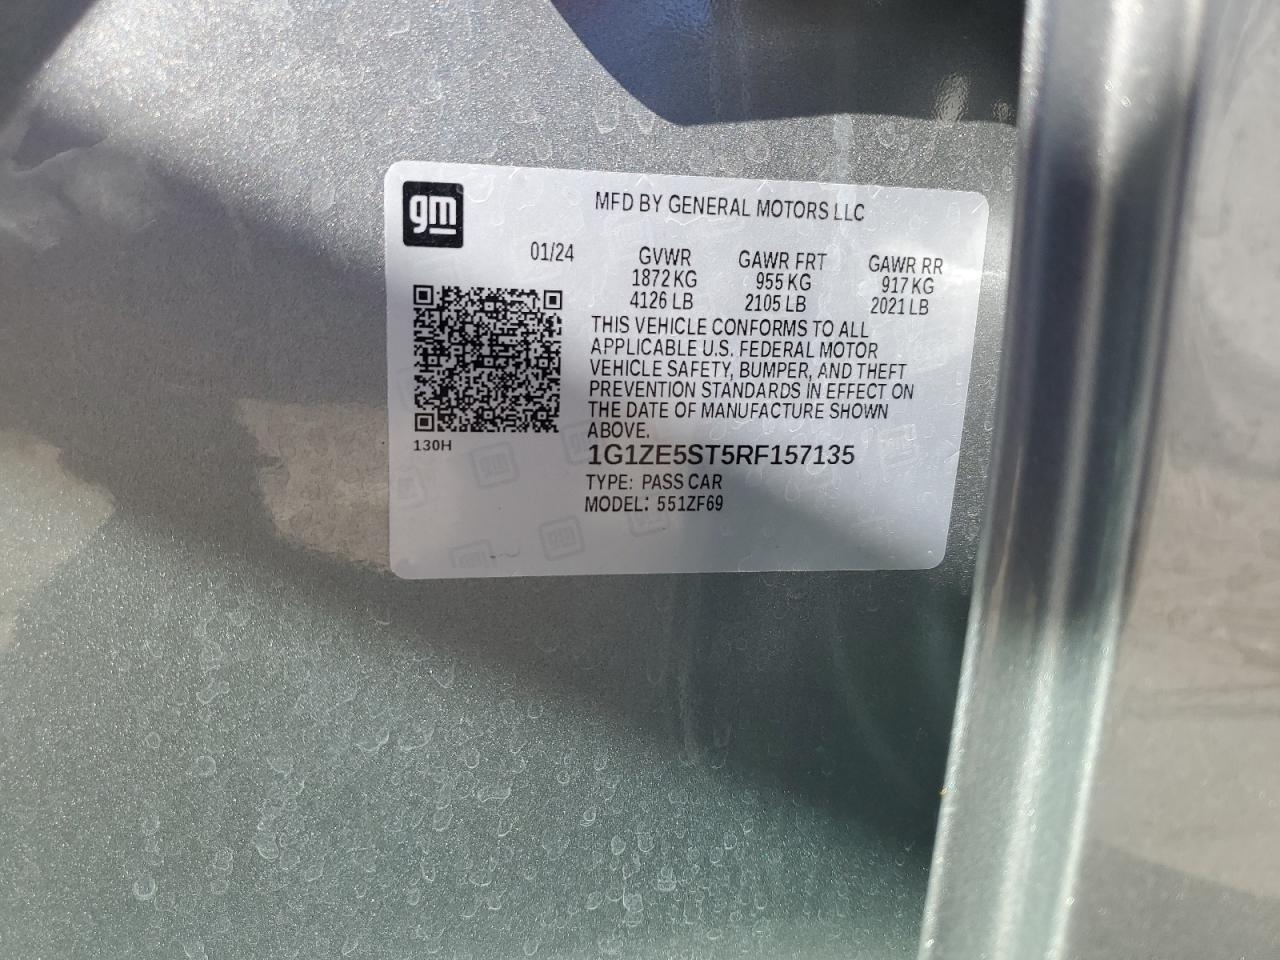 gm
MFD BY GENERAL MOTORS LLC
01/24 GVWR GAWR FRT GAWR RR
1872 KG 955 KG 917 KG
4126 LB 2105 LB 2021 LB
THIS VEHICLE CONFORMS TO ALL
APPLICABLE U.S. FEDERAL MOTOR
VEHICLE SAFETY, BUMPER, AND THEFT
PREVENTION STANDARDS IN EFFECT ON
THE DATE OF MANUFACTURE SHOWN
ABOVE.
130H
1G1ZE5ST5RF157135
TYPE: PASS CAR
MODEL: 551ZF69